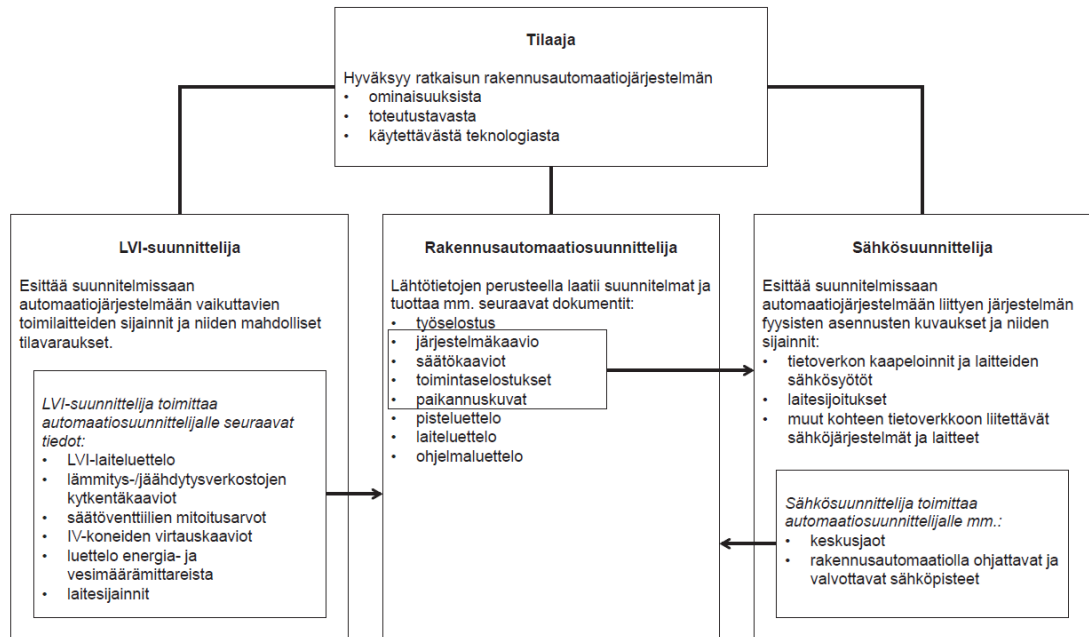 Tilaaja
Hyväksyy ratkaisun rakennusautomaatiojärjestelmän
• ominaisuuksista
• toteutustavasta
• käytettävästä teknologiasta
LVI-suunnittelija
Esittää suunnitelmissaan
automaatiojärjestelmään vaikuttavien
toimilaitteiden sijainnit ja niiden mahdolliset
tilavaraukset.
LVI-suunnittelija toimittaa
automaatiosuunnittelijalle seuraavat
tiedot:
• LVI-laiteluettelo
• lämmitys-/jäähdytysverkostojen
kytkentäkaaviot
• säätöventtiilien mitoitusarvot
• IV-koneiden virtauskaaviot
• luettelo energia- ja
vesimäärämittareista
• laitesijainnit
Rakennusautomaatiosuunnittelija
Lähtötietojen perusteella laatii suunnitelmat ja
tuottaa mm. seuraavat dokumentit:
• työselostus
• järjestelmäkaavio
• säätökaaviot
• toimintaselostukset
• paikannuskuvat
• pisteluettelo
• laiteluettelo
• ohjelmaluettelo
Sähkösuunnittelija
Esittää suunnitelmissaan
automaatiojärjestelmään liittyen järjestelmän
fyysisten asennusten kuvaukset ja niiden
sijainnit:
• tietoverkon kaapeloinnit ja laitteiden
sähkösyötöt
• laitesijoitukset
• muut kohteen tietoverkkoon liitettävät
sähköjärjestelmät ja laitteet
Sähkösuunnittelija toimittaa
automaatiosuunnittelijalle mm.:
• keskusjaot
• rakennusautomaatiolla ohjattavat ja
valvottavat sähköpisteet